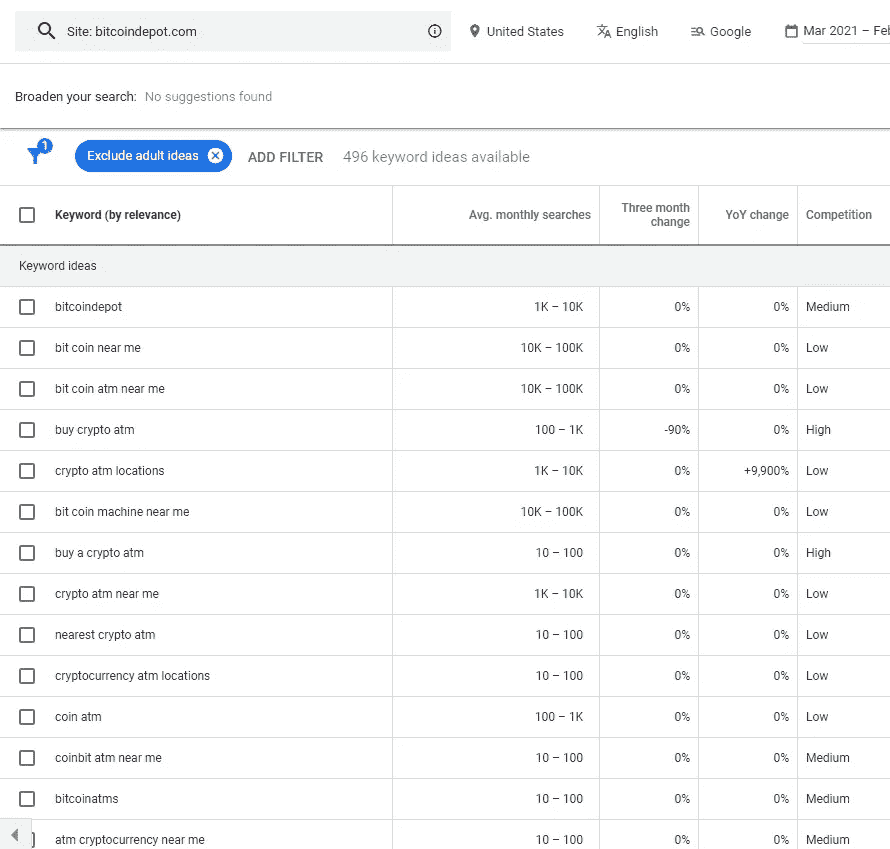 Site: bitcoindepot.com United States English Google Mar 2021 – Feb
Broaden your search: No suggestions found
1 Exclude adult ideas ADD FILTER 496 keyword ideas available
Keyword (by relevance) Avg. monthly searches Three month change YoY change Competition
Keyword ideas
bitcoindepot 1K – 10K 0% 0% Medium
bit coin near me 10K – 100K 0% 0% Low
bit coin atm near me 10K – 100K 0% 0% Low
buy crypto atm 100 – 1K -90% 0% High
crypto atm locations 1K – 10K 0% +9,900% Low
bit coin machine near me 10K – 100K 0% 0% Low
buy a crypto atm 10 – 100 0% 0% High
crypto atm near me 1K – 10K 0% 0% Low
nearest crypto atm 10 – 100 0% 0% Low
cryptocurrency atm locations 10 – 100 0% 0% Low
coin atm 100 – 1K 0% 0% Low
coinbit atm near me 10 – 100 0% 0% Medium
bitcoinatms 10 – 100 0% 0% Medium
atm cryptocurrency near me 10 – 100 0% 0% Medium